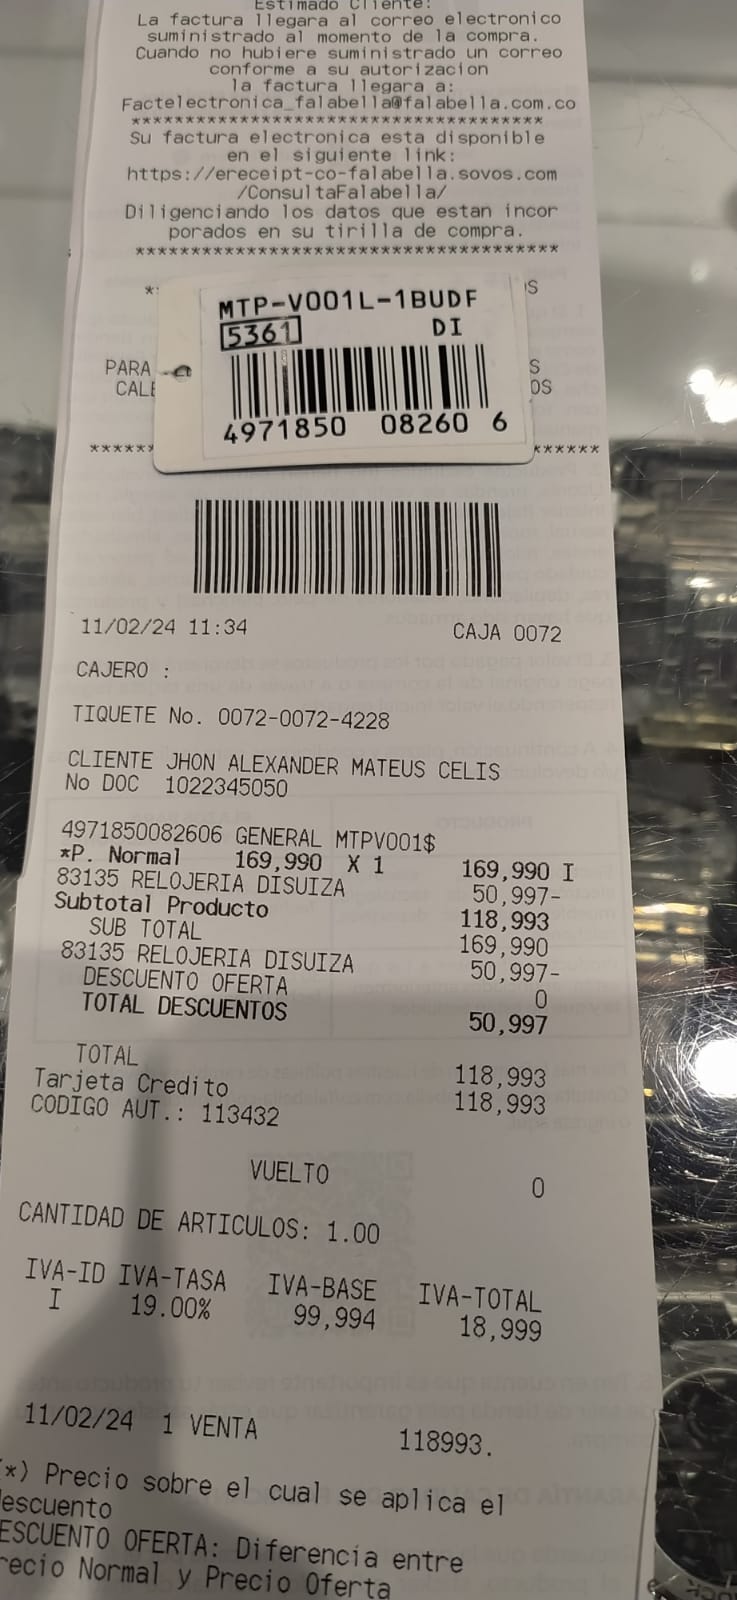 Estimado Cliente:
La factura llegara al correo electronico
suministrado al momento de la compra.
Cuando no hubiere suministrado un correo
conforme a su autorizacion
la factura llegara a:
Factelectronica_falabella@falabella.com.co
************************************
Su factura electronica esta disponible
en el siguiente link:
https://ereceipt-co-falabella.sovos.com
/ConsultaFalabella/
Diligenciando los datos que estan incor
porados en su tirilla de compra.
*************************************
MTP-V001L-1BUDF
5361 DI
PARA
4971850 08260 6
11/02/24 11:34 CAJA 0072
CAJERO :
TIQUETE No. 0072-0072-4228
CLIENTE JHON ALEXANDER MATEUS CELIS
No DOC 1022345050
4971850082606 GENERAL MTPV001$
*P. Normal 169,990 X 1 169,990 I
83135 RELOJERIA DISUIZA 50,997-
Subtotal Producto 118,993
SUB TOTAL 169,990
83135 RELOJERIA DISUIZA 50,997-
DESCUENTO OFERTA 0
TOTAL DESCUENTOS 50,997
TOTAL 118,993
Tarjeta Credito 118,993
CODIGO AUT.: 113432
VUELTO 0
CANTIDAD DE ARTICULOS: 1.00
IVA-ID IVA-TASA IVA-BASE IVA-TOTAL
I 19.00% 99,994 18,999
11/02/24 1 VENTA 118993.
*) Precio sobre el cual se aplica el
escuento
ESCUENTO OFERTA: Diferencia entre
recio Normal y Precio Oferta